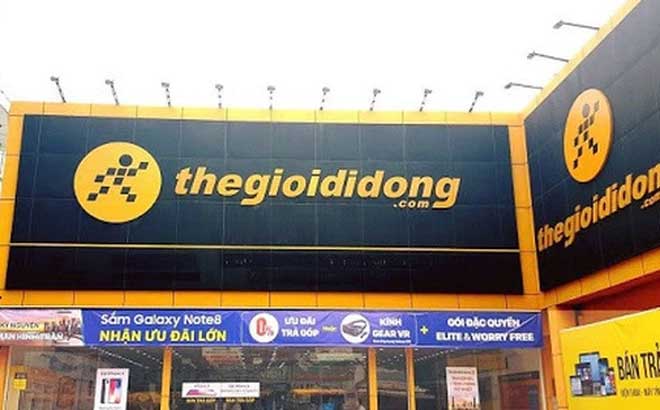 thegioididong
.com
thegioidid
.com
Sắm Galaxy Note8
NHẬN ƯU ĐÃI LỚN
0%
ƯU ĐÃI
TRẢ GÓP
KÍNH
GEAR VR
+
GÓI ĐẶC QUYỀN
ELITE & WORRY FREE
BÁN TRẢ